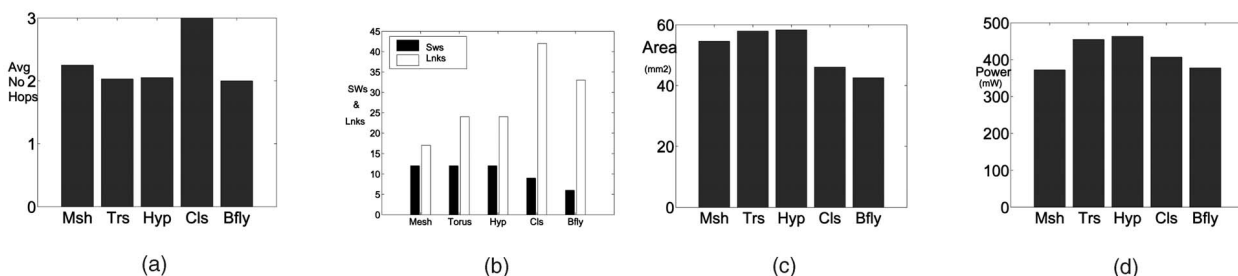 3
2
1
0
Avg
No
Hops
Msh Trs Hyp Cls Bfly
(a)
45
40
35
30
25
20
15
10
5
0
SWs
&
Lnks
Sws
Lnks
Mesh Torus Hyp Cls Bfly
(b)
60
40
20
0
Area
(mm2)
Msh Trs Hyp Cls Bfly
(c)
500
400
300
200
100
0
Power
(mW)
Msh Trs Hyp Cls Bfly
(d)